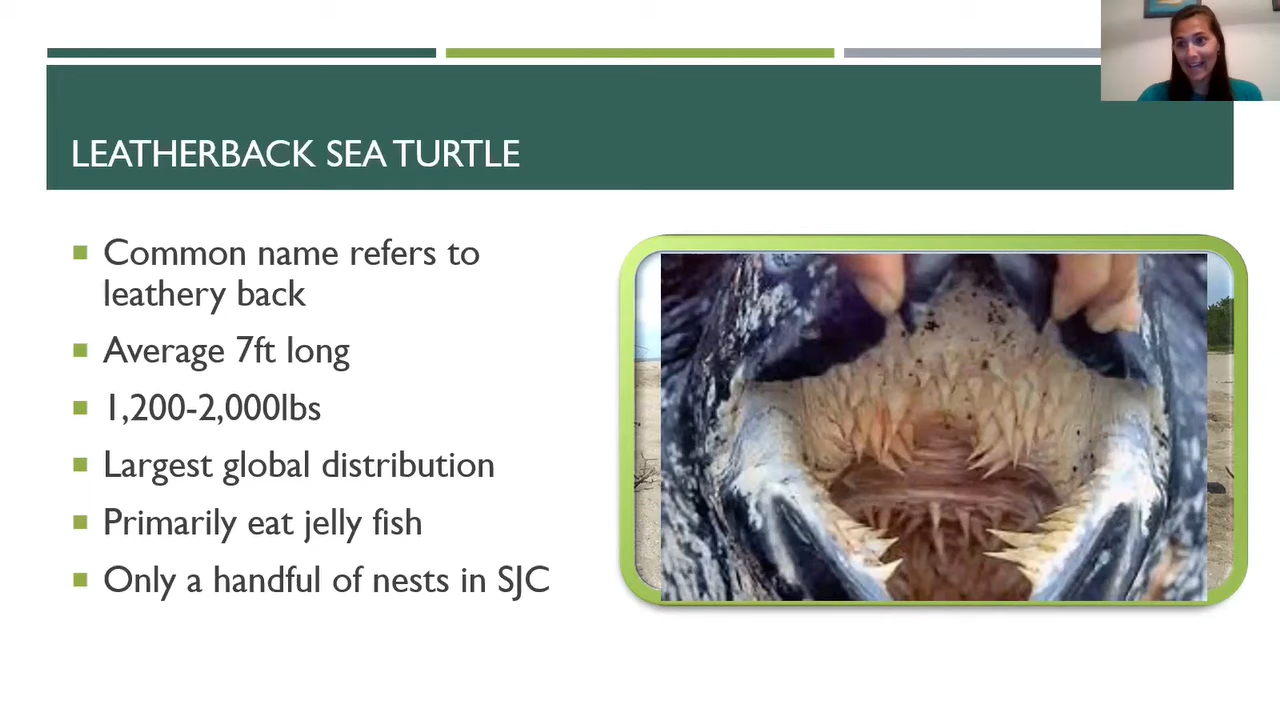 LEATHERBACK SEA TURTLE
Common name refers to
leathery back
Average 7ft long
1,200-2,000lbs
Largest global distribution
Primarily eat jelly fish
Only a handful of nests in SJC